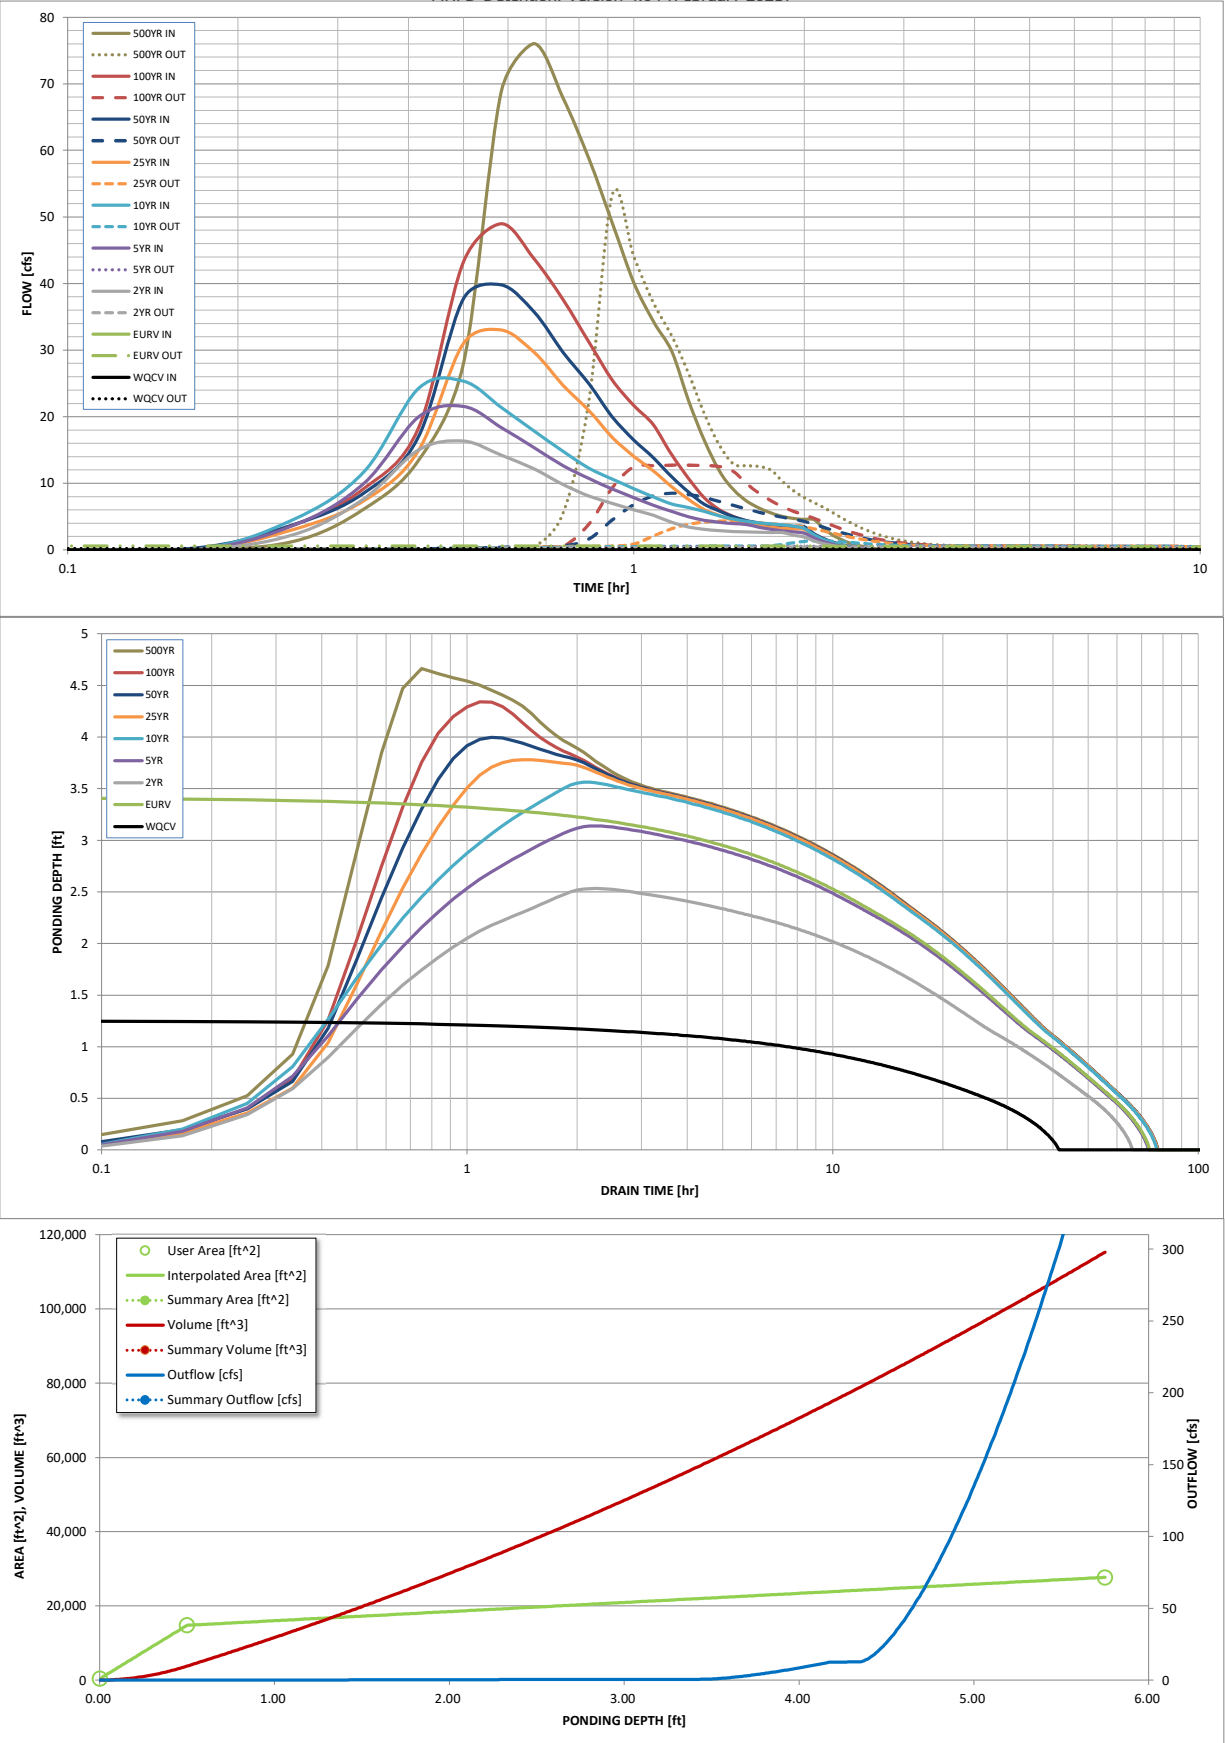 80
70
60
50
40
30
20
10
0
FLOW [cfs]
500YR IN
500YR OUT
100YR IN
100YR OUT
50YR IN
50YR OUT
25YR IN
25YR OUT
10YR IN
10YR OUT
5YR IN
5YR OUT
2YR IN
2YR OUT
EURV IN
EURV OUT
WQCV IN
WQCV OUT
0.1
1
10
TIME [hr]
5
4.5
4
3.5
3
2.5
2
1.5
1
0.5
0
PONDING DEPTH [ft]
500YR
100YR
50YR
25YR
10YR
5YR
2YR
EURV
WQCV
0.1
1
10
100
DRAIN TIME [hr]
120,000
100,000
80,000
60,000
40,000
20,000
0
AREA [ft^2], VOLUME [ft^3]
User Area [ft^2]
Interpolated Area [ft^2]
Summary Area [ft^2]
Volume [ft^3]
Summary Volume [ft^3]
Outflow [cfs]
Summary Outflow [cfs]
300
250
200
150
100
50
0
OUTFLOW [cfs]
0.00
1.00
2.00
3.00
4.00
5.00
6.00
PONDING DEPTH [ft]